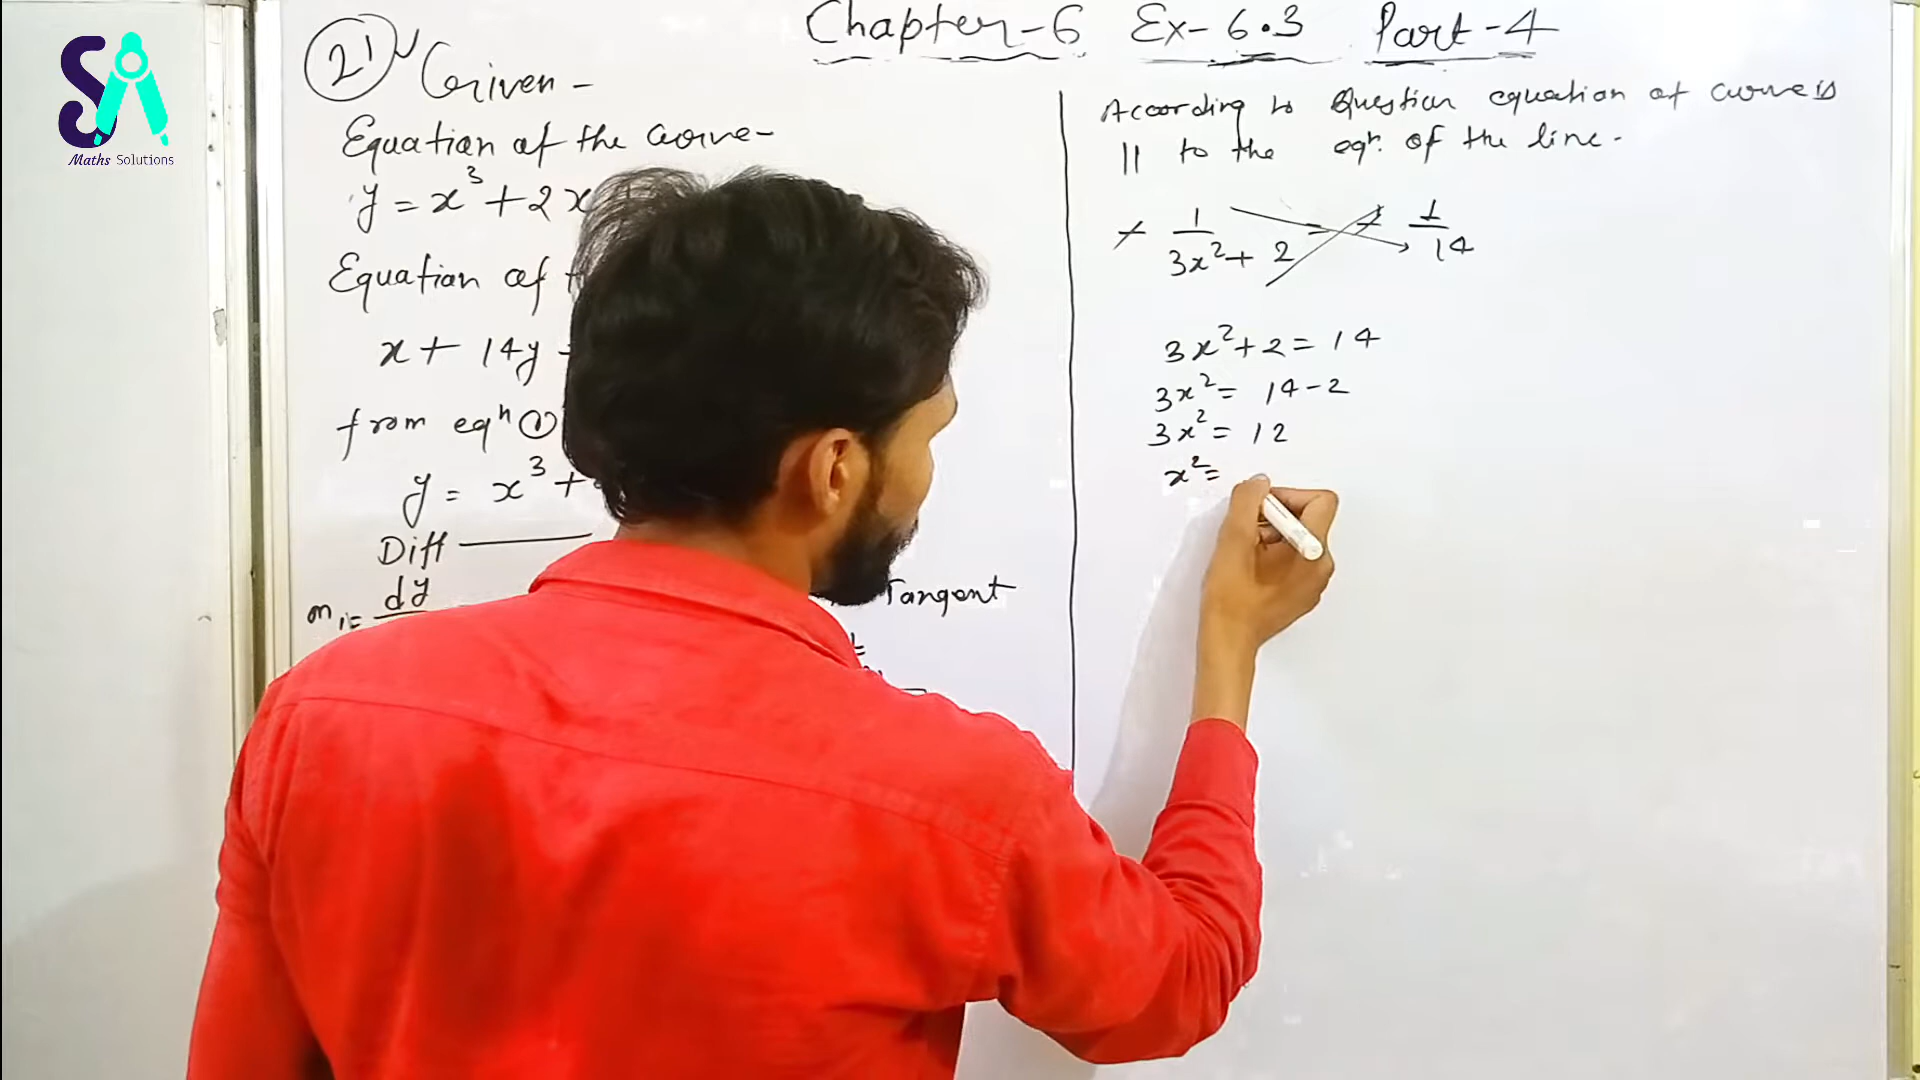 SA
Maths Solutions
Chapter-6 Ex-6.3 Part-4
21 Given -
Equation of the curve-
y = x³ + 2x
Equation of
x + 14y
from eqⁿ ①
y = x³ +
Diff
m₁ = dy
Tangent
According to Question equation of curve is
|| to the eqⁿ. of the line.
- 1/3x²+2 = - 1/14
3x²+2 = 14
3x² = 14-2
3x² = 12
x² =